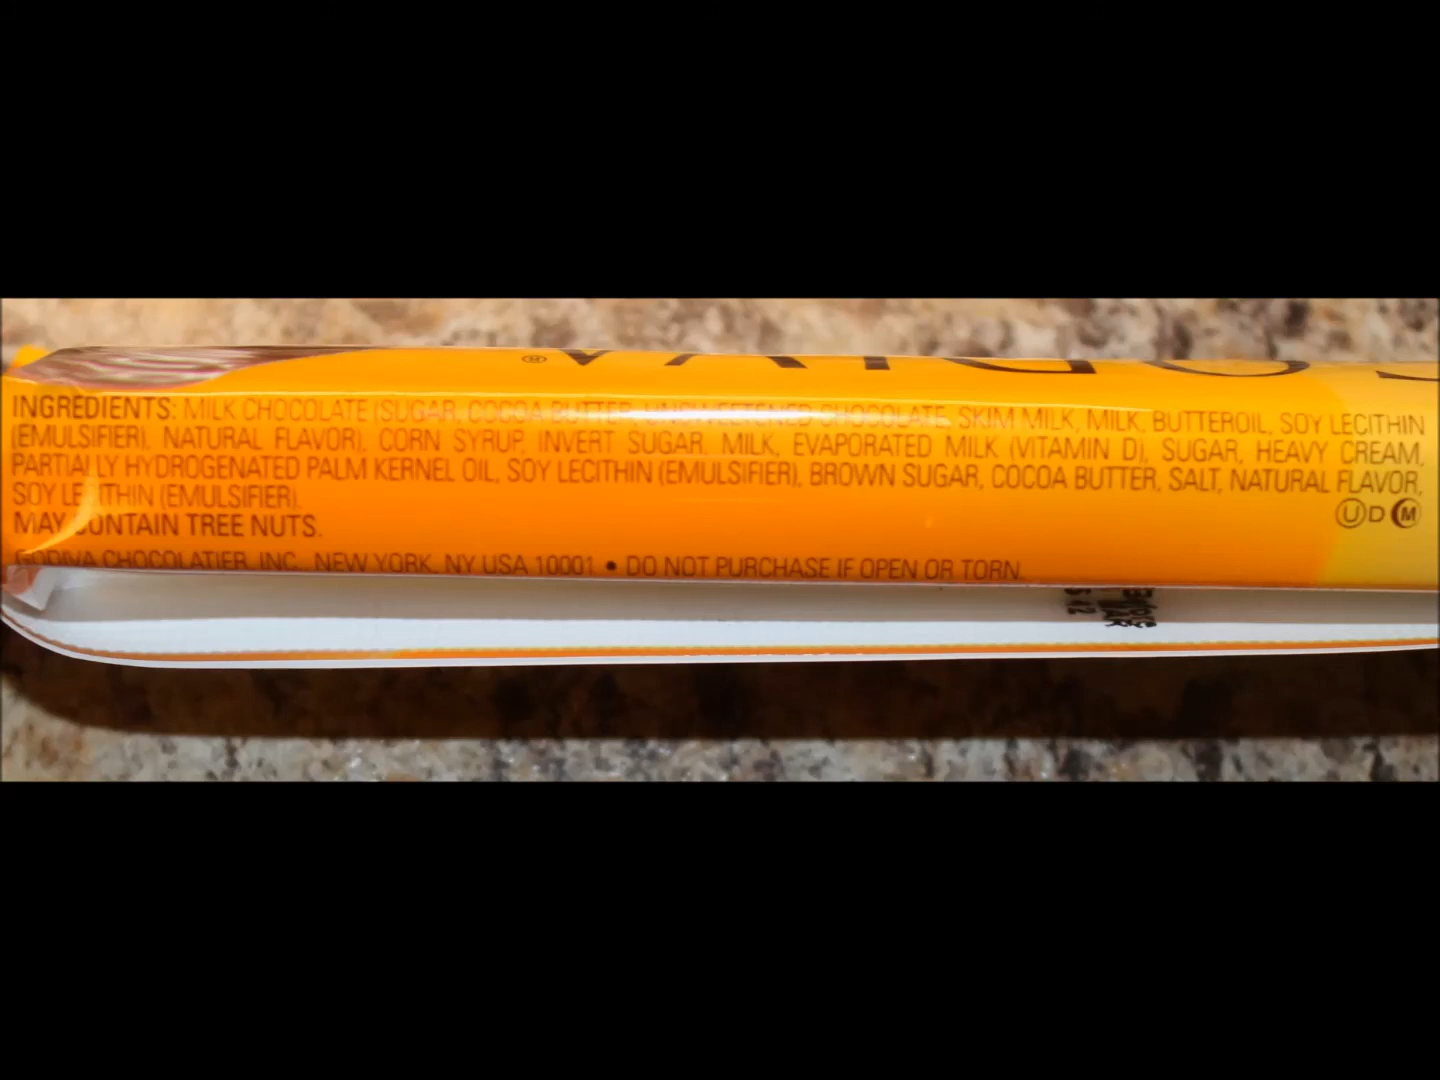 GODIVA®
INGREDIENTS: MILK CHOCOLATE (SUGAR, COCOA BUTTER, UNSWEETENED CHOCOLATE, SKIM MILK, MILK, BUTTEROIL, SOY LECITHIN
(EMULSIFIER), NATURAL FLAVOR), CORN SYRUP, INVERT SUGAR, MILK, EVAPORATED MILK (VITAMIN D), SUGAR, HEAVY CREAM,
PARTIALLY HYDROGENATED PALM KERNEL OIL, SOY LECITHIN (EMULSIFIER), BROWN SUGAR, COCOA BUTTER, SALT, NATURAL FLAVOR,
SOY LECITHIN (EMULSIFIER).
MAY CONTAIN TREE NUTS.
U D M
GODIVA CHOCOLATIER, INC. NEW YORK, NY USA 10001 • DO NOT PURCHASE IF OPEN OR TORN.